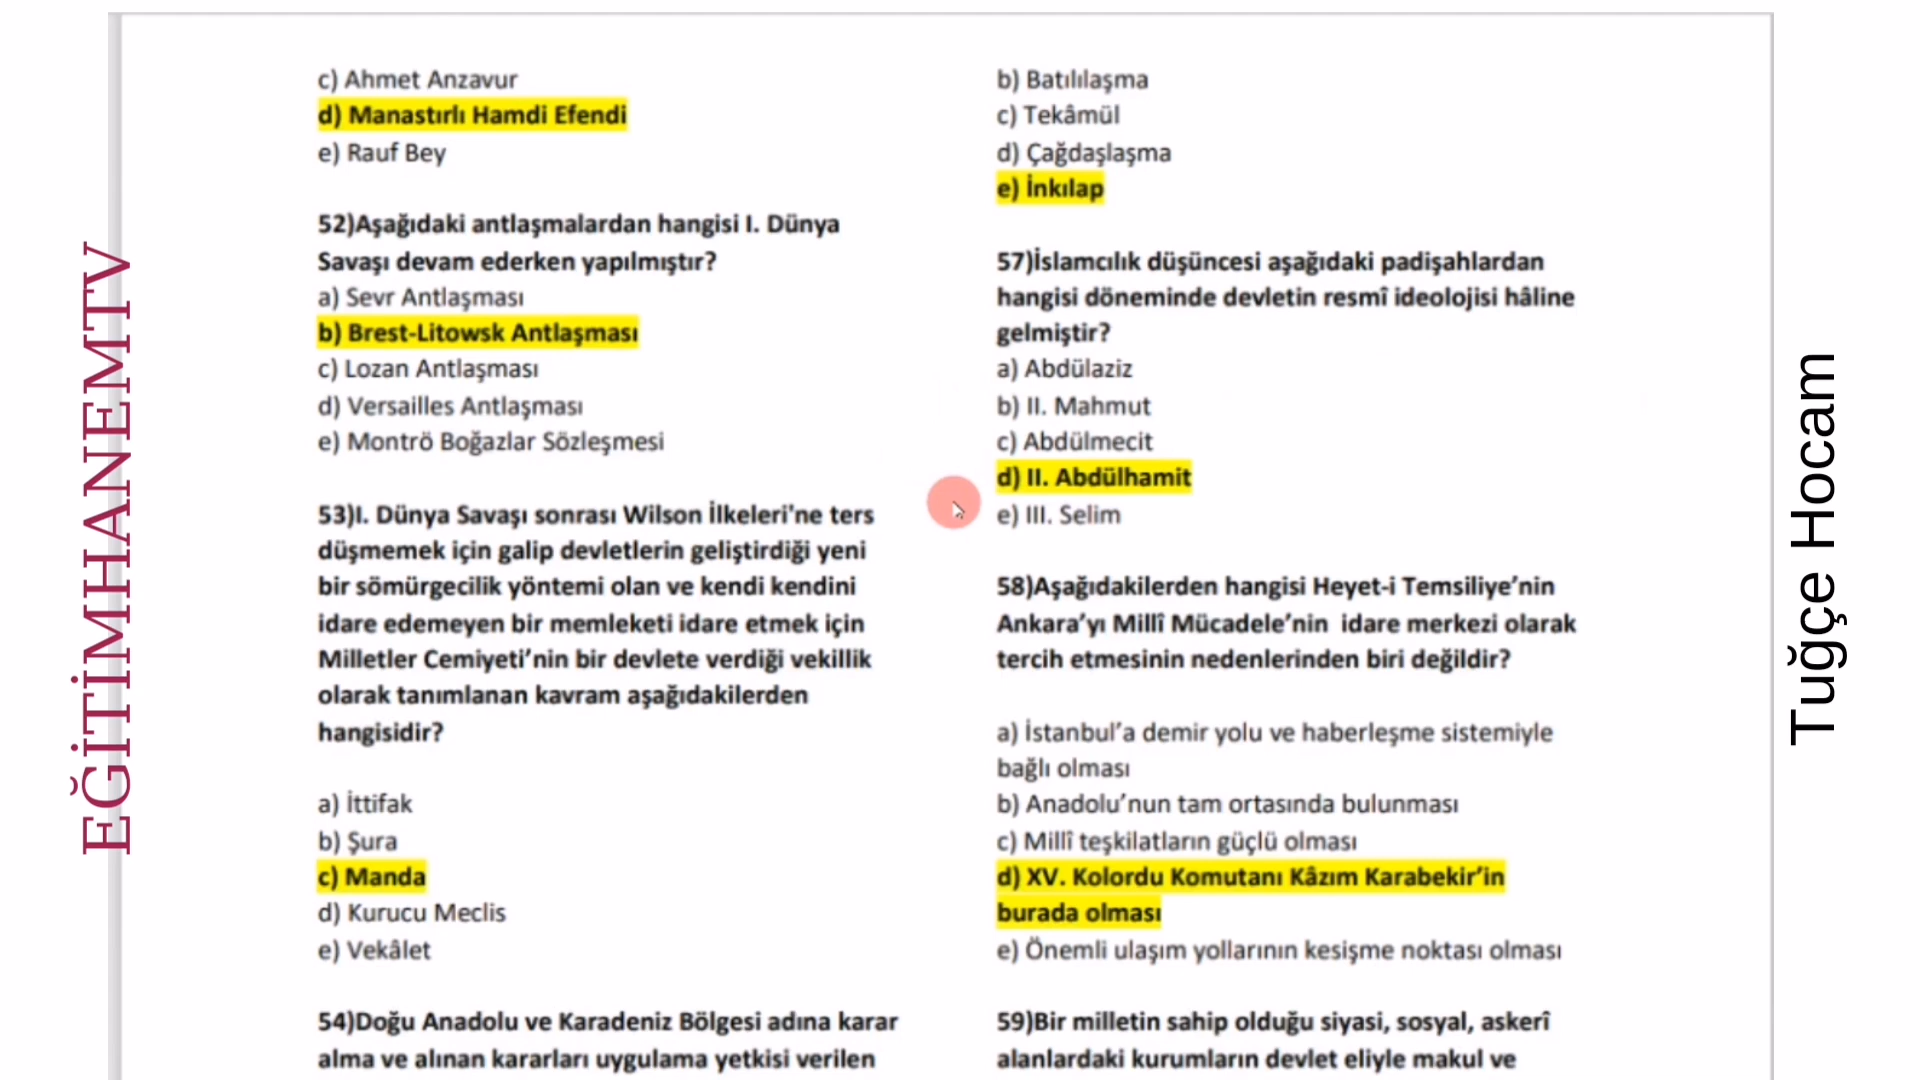 EĞİTİMHANEMTV
c) Ahmet Anzavur
d) Manastırlı Hamdi Efendi
e) Rauf Bey
52)Aşağıdaki antlaşmalardan hangisi I. Dünya
Savaşı devam ederken yapılmıştır?
a) Sevr Antlaşması
b) Brest-Litowsk Antlaşması
c) Lozan Antlaşması
d) Versailles Antlaşması
e) Montrö Boğazlar Sözleşmesi
53)I. Dünya Savaşı sonrası Wilson İlkeleri'ne ters
düşmemek için galip devletlerin geliştirdiği yeni
bir sömürgecilik yöntemi olan ve kendi kendini
idare edemeyen bir memleketi idare etmek için
Milletler Cemiyeti’nin bir devlete verdiği vekillik
olarak tanımlanan kavram aşağıdakilerden
hangisidir?
a) İttifak
b) Şura
c) Manda
d) Kurucu Meclis
e) Vekâlet
54)Doğu Anadolu ve Karadeniz Bölgesi adına karar
alma ve alınan kararları uygulama yetkisi verilen
b) Batılılaşma
c) Tekâmül
d) Çağdaşlaşma
e) İnkılap
57)İslamcılık düşüncesi aşağıdaki padişahlardan
hangisi döneminde devletin resmî ideolojisi hâline
gelmiştir?
a) Abdülaziz
b) II. Mahmut
c) Abdülmecit
d) II. Abdülhamit
e) III. Selim
58)Aşağıdakilerden hangisi Heyet-i Temsiliye’nin
Ankara’yı Millî Mücadele’nin idare merkezi olarak
tercih etmesinin nedenlerinden biri değildir?
a) İstanbul’a demir yolu ve haberleşme sistemiyle
bağlı olması
b) Anadolu’nun tam ortasında bulunması
c) Millî teşkilatların güçlü olması
d) XV. Kolordu Komutanı Kâzım Karabekir’in
burada olması
e) Önemli ulaşım yollarının kesişme noktası olması
59)Bir milletin sahip olduğu siyasi, sosyal, askerî
alanlardaki kurumların devlet eliyle makul ve
Tuğçe Hocam